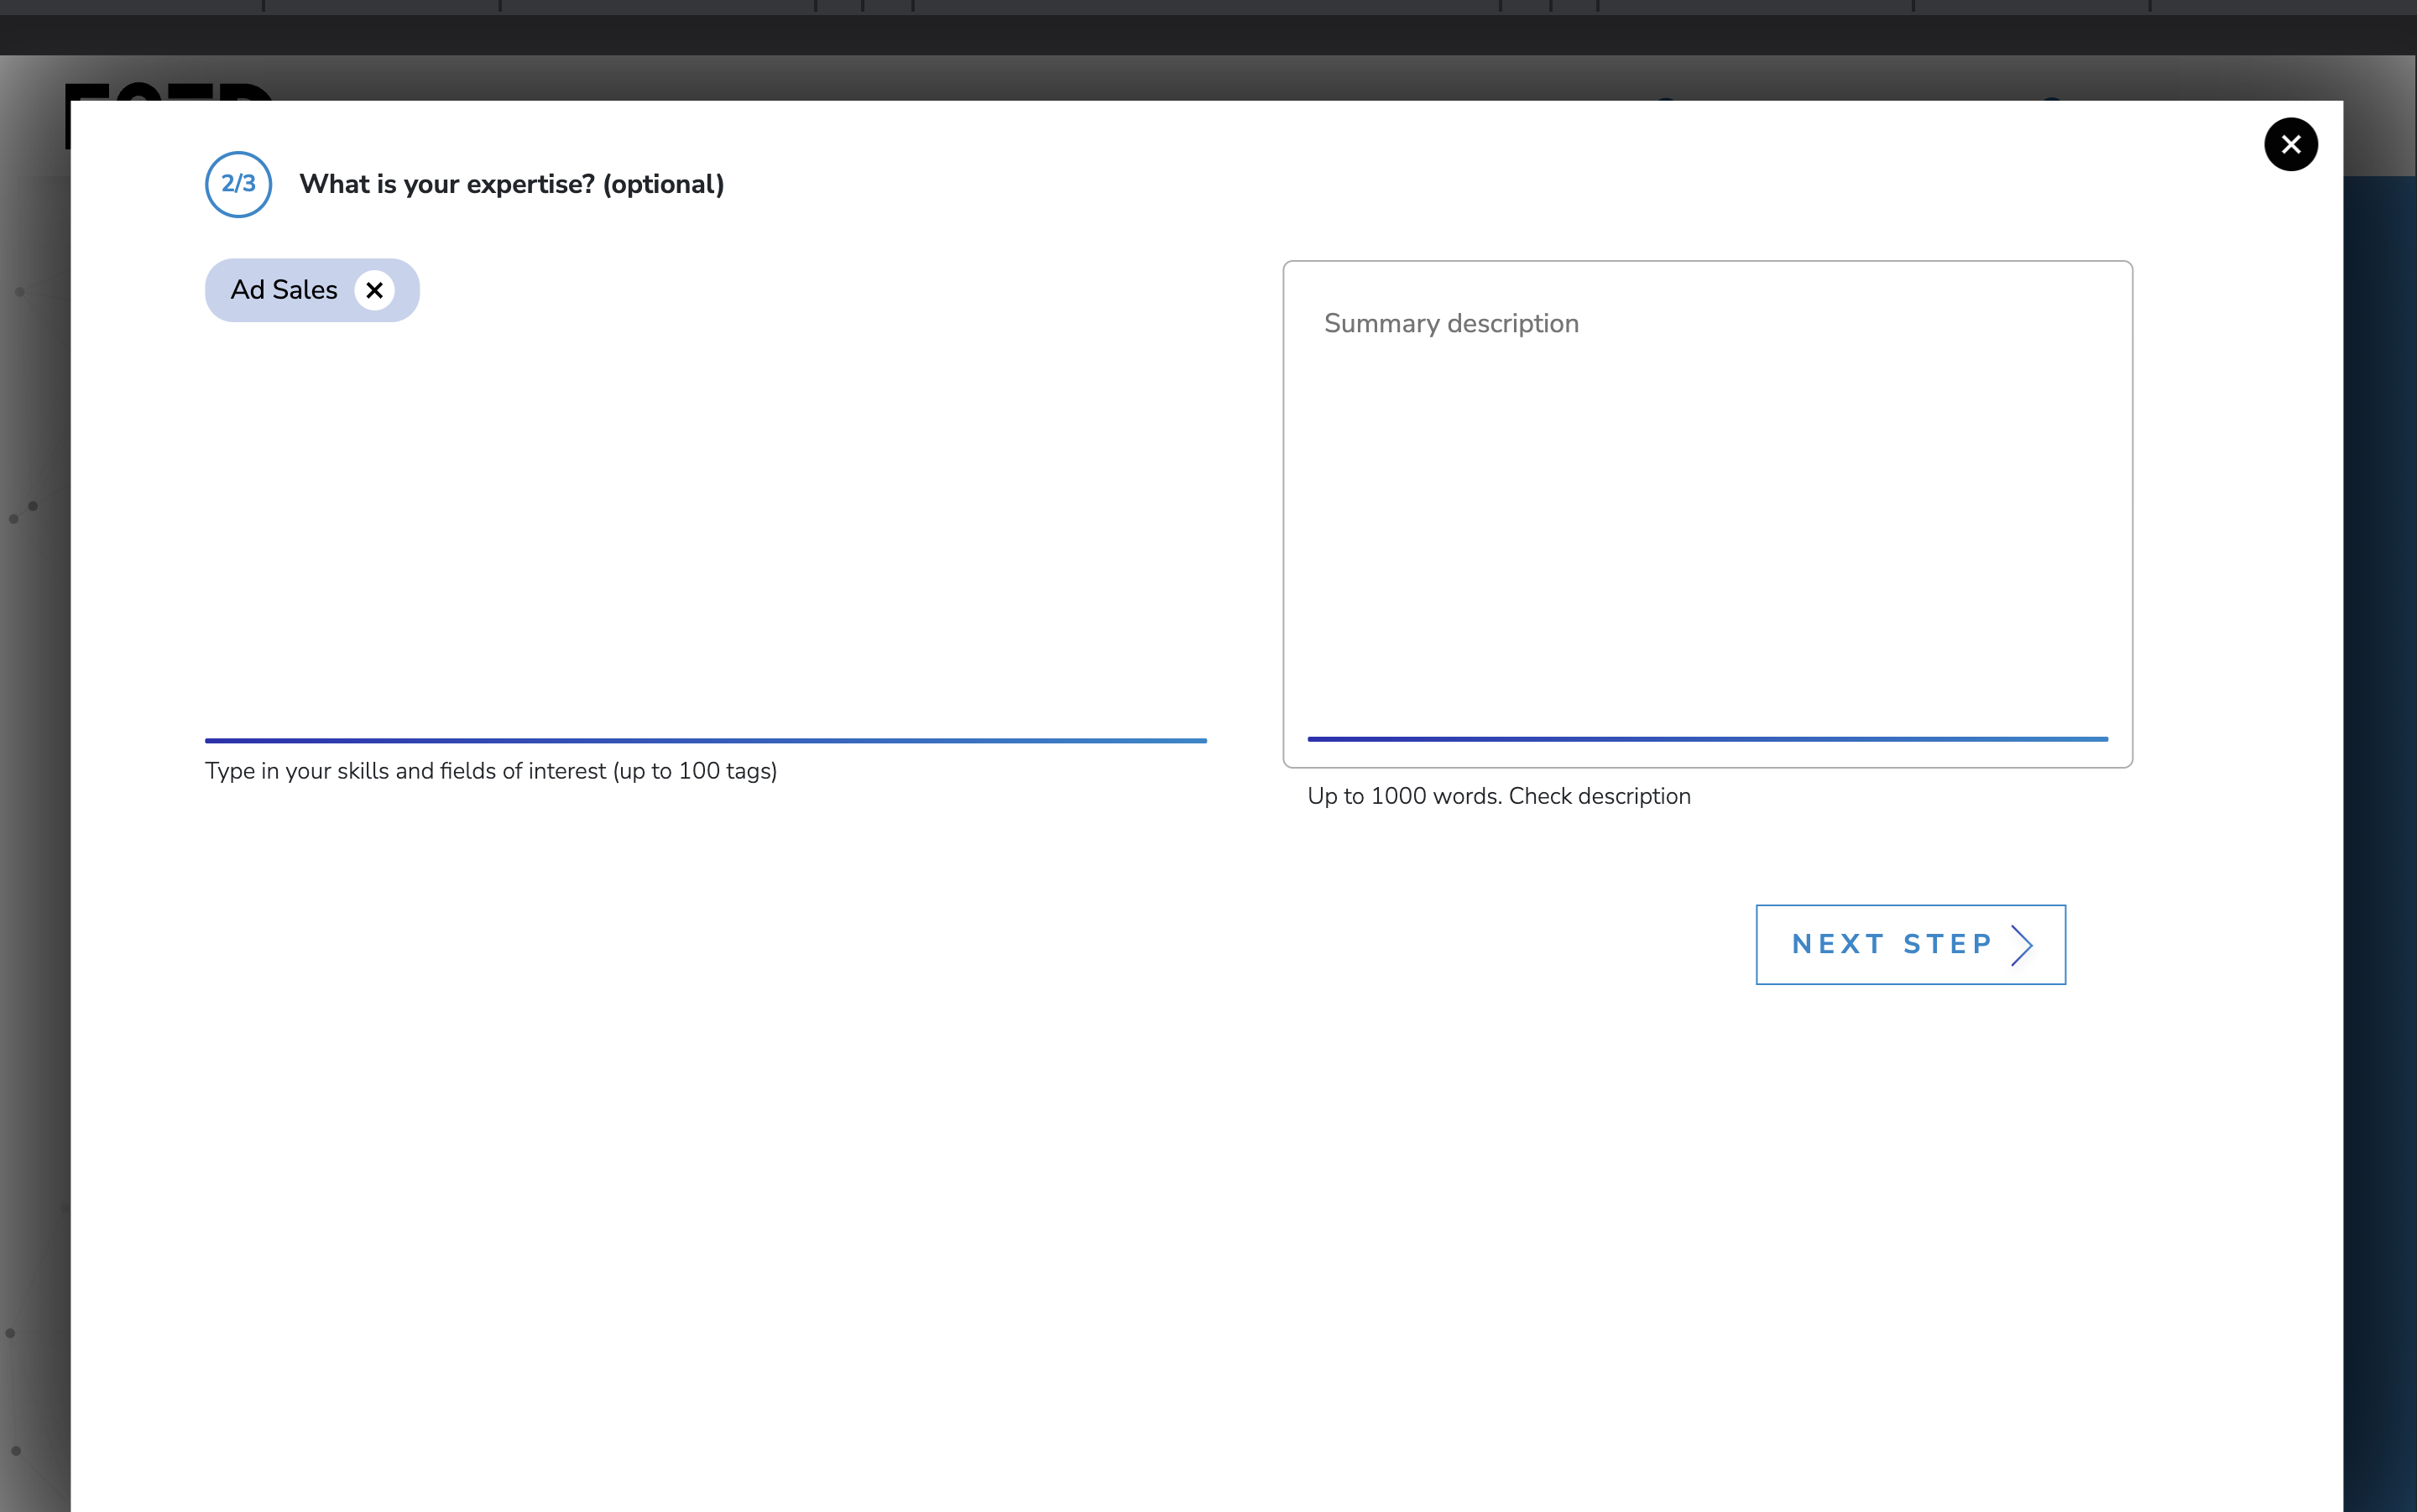 2/3 What is your expertise? (optional)
Ad Sales
Summary description
Type in your skills and fields of interest (up to 100 tags)
Up to 1000 words. Check description
NEXT STEP